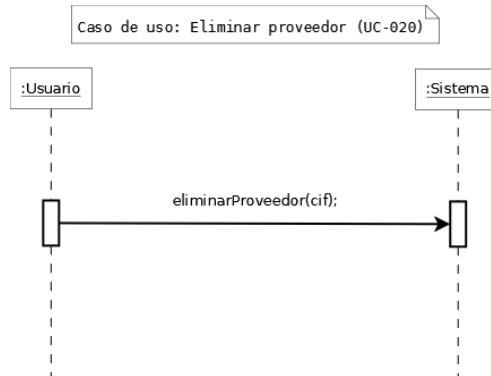 Caso de uso: Eliminar proveedor (UC-020)
:Usuario
:Sistema
eliminarProveedor(cif);